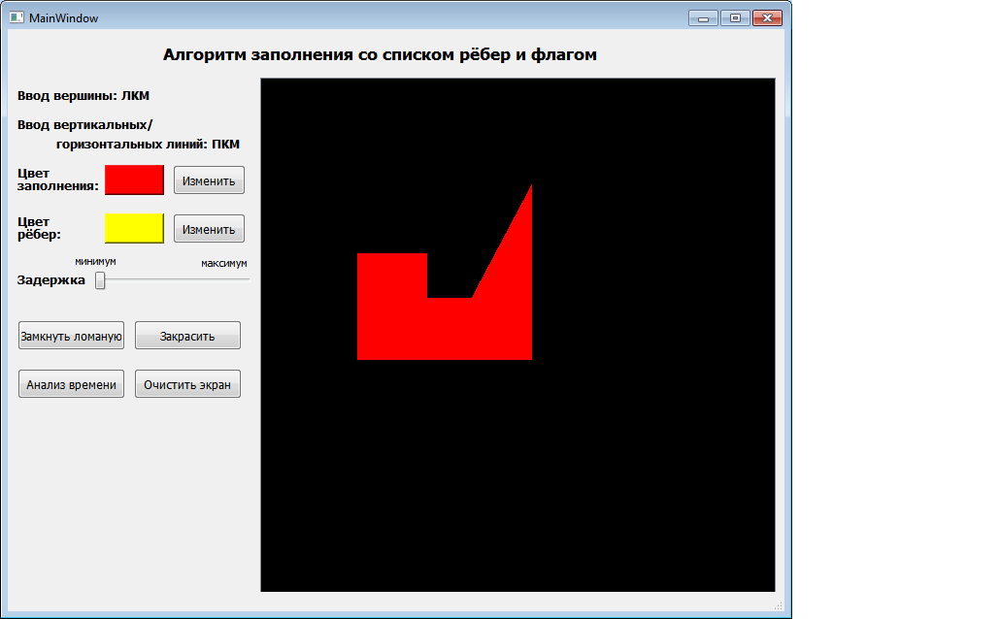 MainWindow
Алгоритм заполнения со списком рёбер и флагом
Ввод вершины: ЛКМ
Ввод вертикальных/
горизонтальных линий: ПКМ
Цвет
заполнения:
Изменить
Цвет
рёбер:
Изменить
минимум
максимум
Задержка
Замкнуть ломаную
Закрасить
Анализ времени
Очистить экран